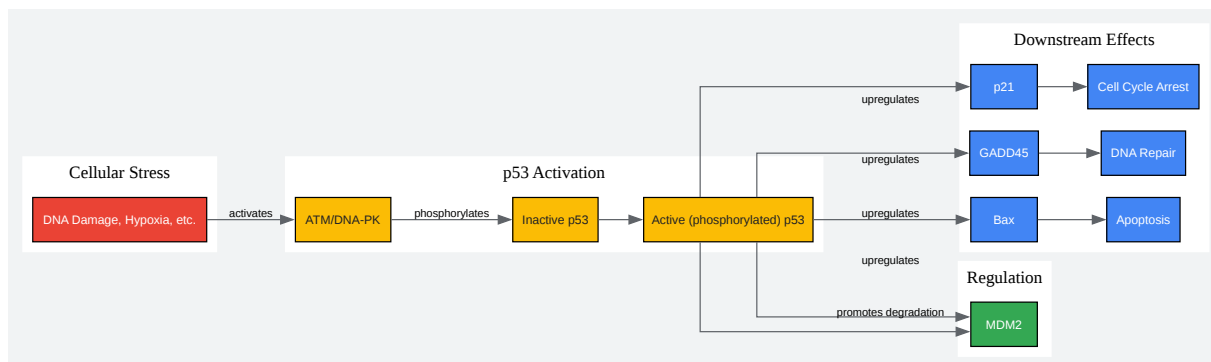 Cellular Stress
DNA Damage, Hypoxia, etc.
activates
p53 Activation
ATM/DNA-PK
phosphorylates
Inactive p53
Active (phosphorylated) p53
upregulates
upregulates
upregulates
upregulates
promotes degradation
Downstream Effects
p21
Cell Cycle Arrest
GADD45
DNA Repair
Bax
Apoptosis
Regulation
MDM2